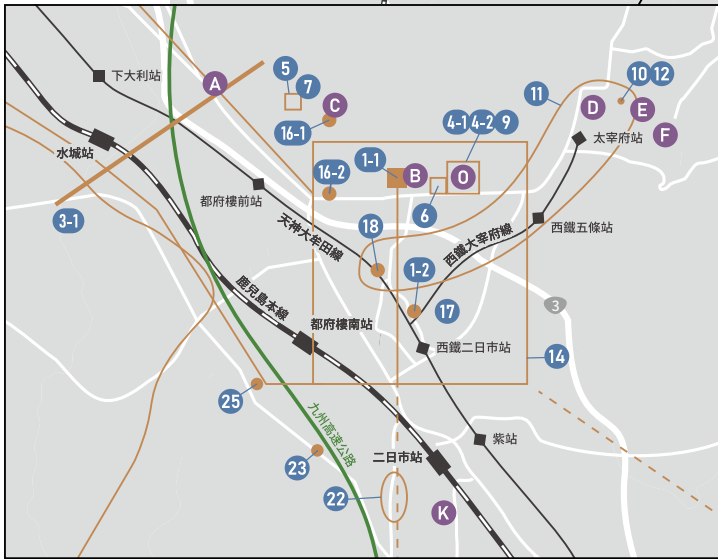 5
7
10
12
下大利站
A
11
D
E
C
16-1
4-1
4-2
9
F
太宰府站
水城站
1-1
B
O
16-2
都府樓前站
6
3-1
18
西鐵五條站
天神大牟田線
西鐵太宰府線
1-2
鹿兒島本線
17
3
都府樓南站
西鐵二日市站
14
25
九州高速公路
紫站
23
二日市站
22
K